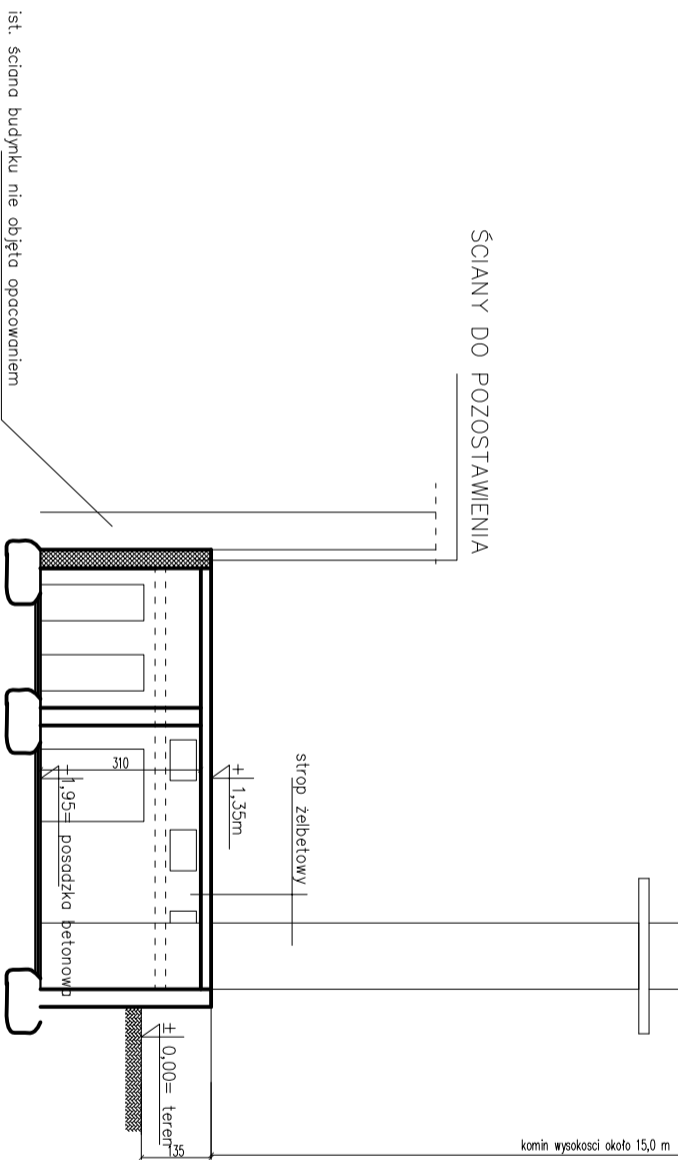 ist. ściana budynku nie objęta opacowaniem
ŚCIANY DO POZOSTAWIENIA
strop żelbetowy
+ 1,35m
310
-1,95= posadzka betonowa
± 0,00= teren
135
komin wysokosci około 15,0 m